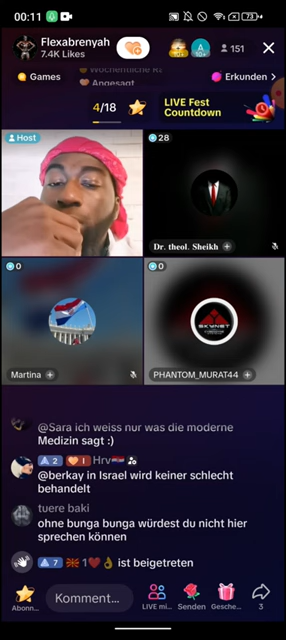 00:11
73
Flexabrenyah
7.4K Likes
10+
151
Games
Wöchentliche Ra
Angesagt
Erkunden
4/18
LIVE Fest
Countdown
Host
28
Dr. theol. Sheikh
0
Martina
0
SKYNET
PHANTOM_MURAT44
@Sara ich weiss nur was die moderne
Medizin sagt :)
2
I
Hrv
@berkay in Israel wird keiner schlecht
behandelt
tuere baki
ohne bunga bunga würdest du nicht hier
sprechen können
7
1❤️👌 ist beigetreten
Abonn...
Komment...
LIVE mi...
Senden
Gesche...
3